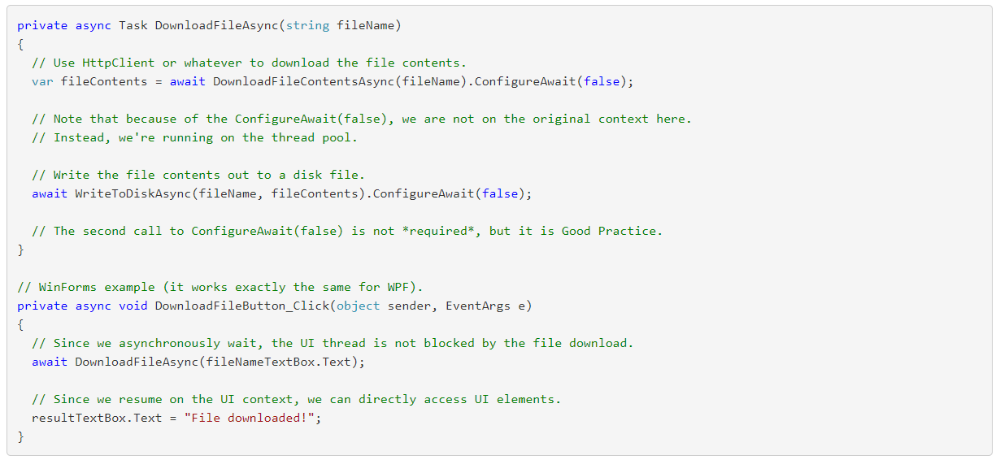 private async Task DownloadFileAsync(string fileName)
{
  // Use HttpClient or whatever to download the file contents.
  var fileContents = await DownloadFileContentsAsync(fileName).ConfigureAwait(false);

  // Note that because of the ConfigureAwait(false), we are not on the original context here.
  // Instead, we're running on the thread pool.

  // Write the file contents out to a disk file.
  await WriteToDiskAsync(fileName, fileContents).ConfigureAwait(false);

  // The second call to ConfigureAwait(false) is not *required*, but it is Good Practice.
}

// WinForms example (it works exactly the same for WPF).
private async void DownloadFileButton_Click(object sender, EventArgs e)
{
  // Since we asynchronously wait, the UI thread is not blocked by the file download.
  await DownloadFileAsync(fileNameTextBox.Text);

  // Since we resume on the UI context, we can directly access UI elements.
  resultTextBox.Text = "File downloaded!";
}